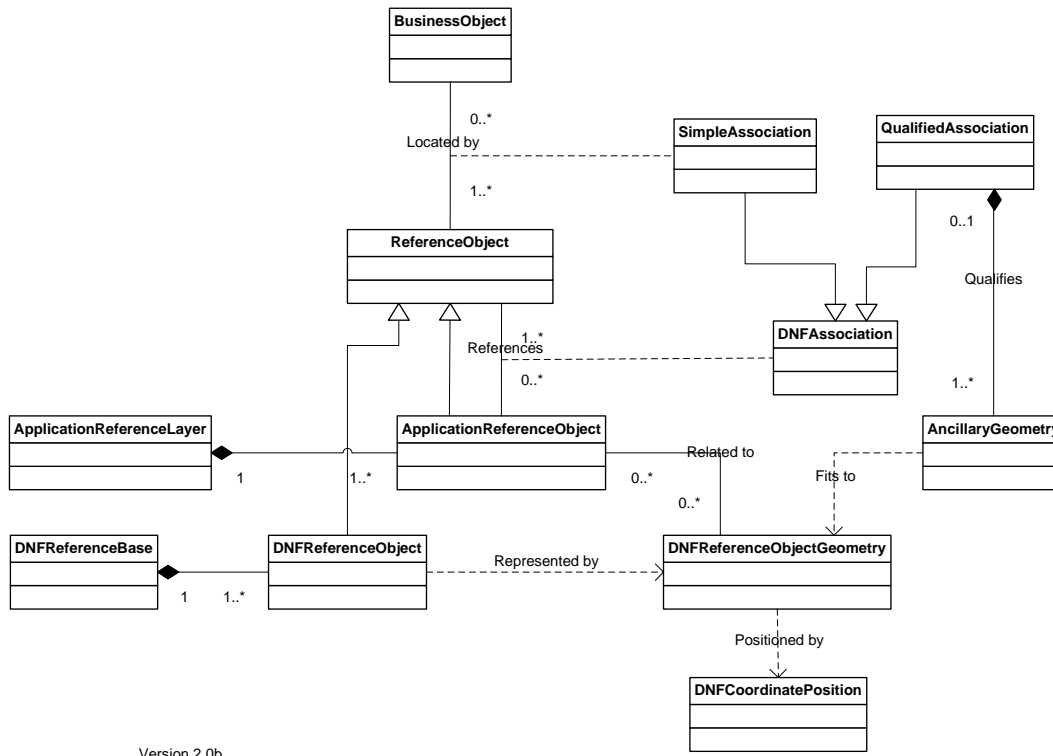 BusinessObject
0..*
Located by
1..*
SimpleAssociation
QualifiedAssociation
0..1
ReferenceObject
Qualifies
1..*
References
0..*
DNFAssociation
1..*
ApplicationReferenceLayer
1
1..*
ApplicationReferenceObject
0..*
Related to
0..*
AncillaryGeometry
Fits to
DNFReferenceBase
1
1..*
DNFReferenceObject
Represented by
DNFReferenceObjectGeometry
Positioned by
DNFCoordinatePosition
Version 2.0b